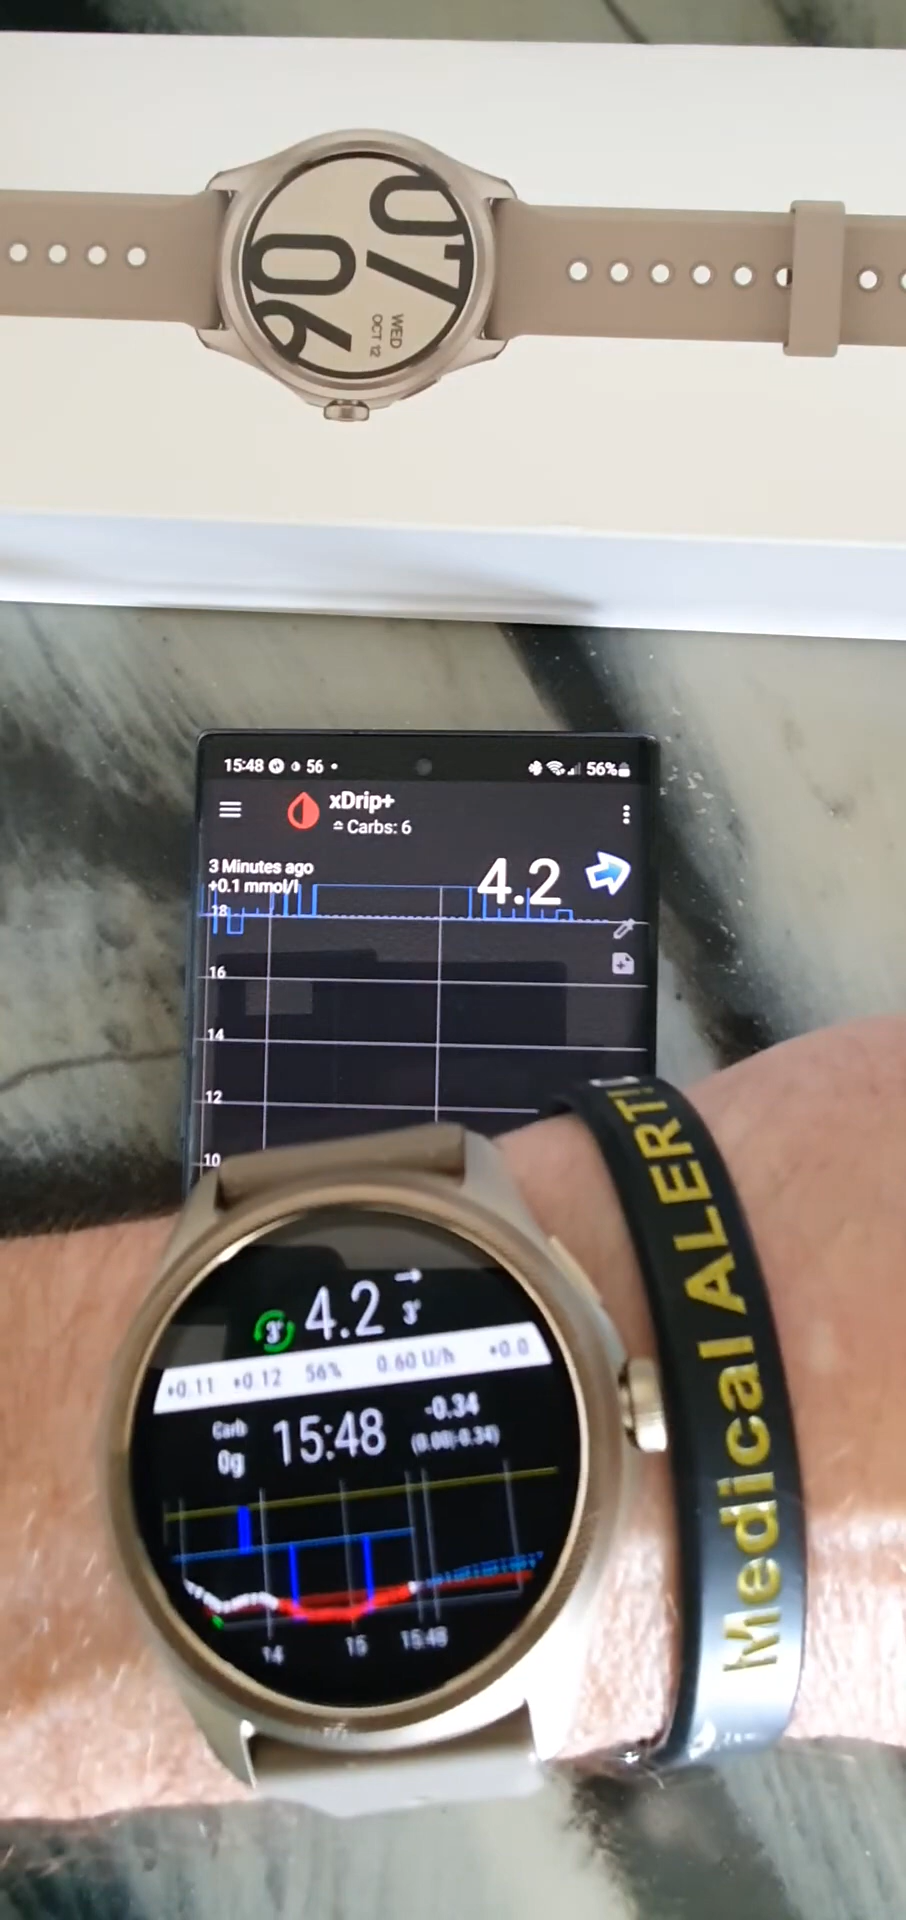 07
06
WED
OCT 12
15:48 56 56%
xDrip+
Carbs: 6
3 Minutes ago
+0.1 mmol/l
4.2
18
16
14
12
10
4.2
3'
3'
+0.11 +0.12 56% 0.60 U/h +0.0
Carb
0g
15:48
-0.34
(0.00|-0.34)
14 15 15:48
Medical ALERT